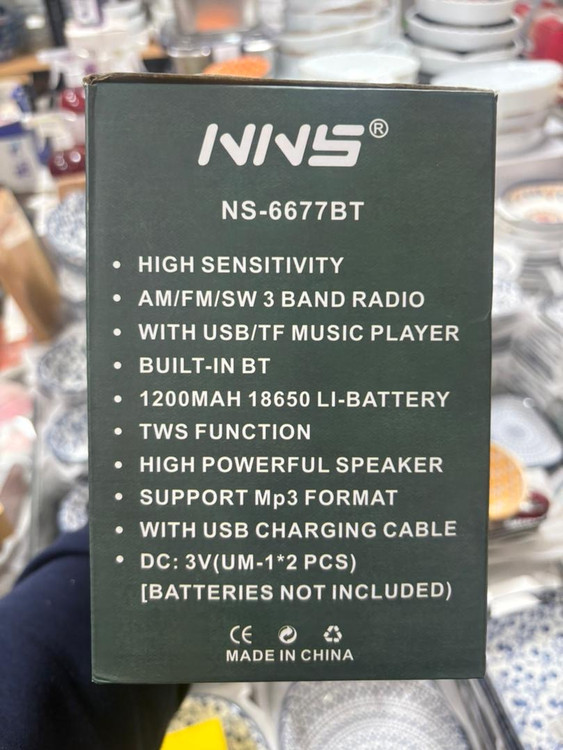 NNS®
NS-6677BT
• HIGH SENSITIVITY
• AM/FM/SW 3 BAND RADIO
• WITH USB/TF MUSIC PLAYER
• BUILT-IN BT
• 1200MAH 18650 LI-BATTERY
• TWS FUNCTION
• HIGH POWERFUL SPEAKER
• SUPPORT Mp3 FORMAT
• WITH USB CHARGING CABLE
• DC: 3V(UM-1*2 PCS)
[BATTERIES NOT INCLUDED)
CE
MADE IN CHINA